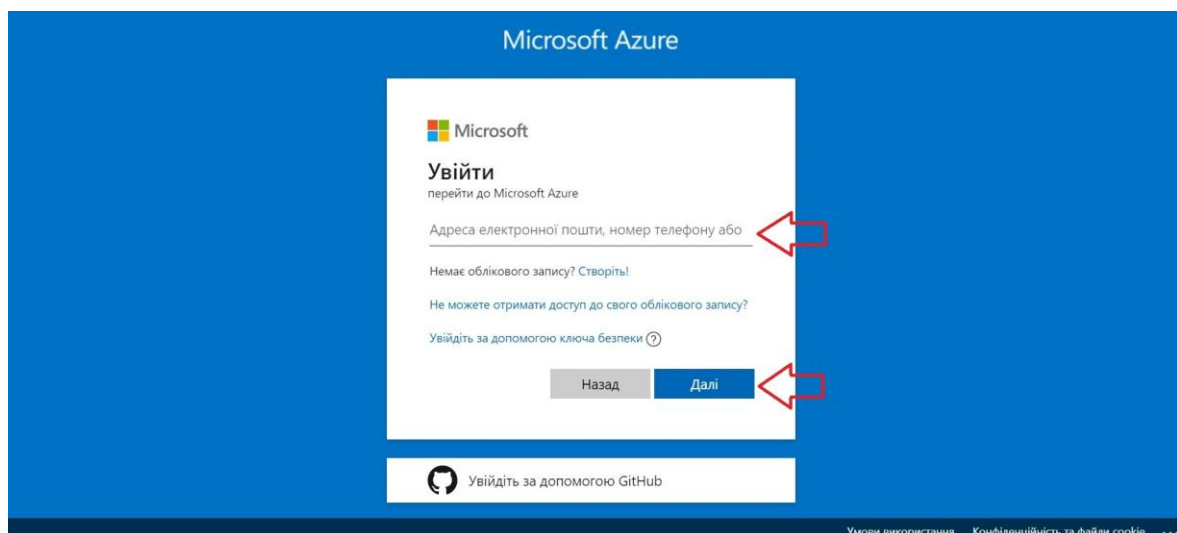 Microsoft Azure
Microsoft
Увійти
перейти до Microsoft Azure
Адреса електронної пошти, номер телефону або
Немає облікового запису? Створіть!
Не можете отримати доступ до свого облікового запису?
Увійдіть за допомогою ключа безпеки
Назад Далі
Увійдіть за допомогою GitHub
Умови використання Конфіденційність та файли cookie ...